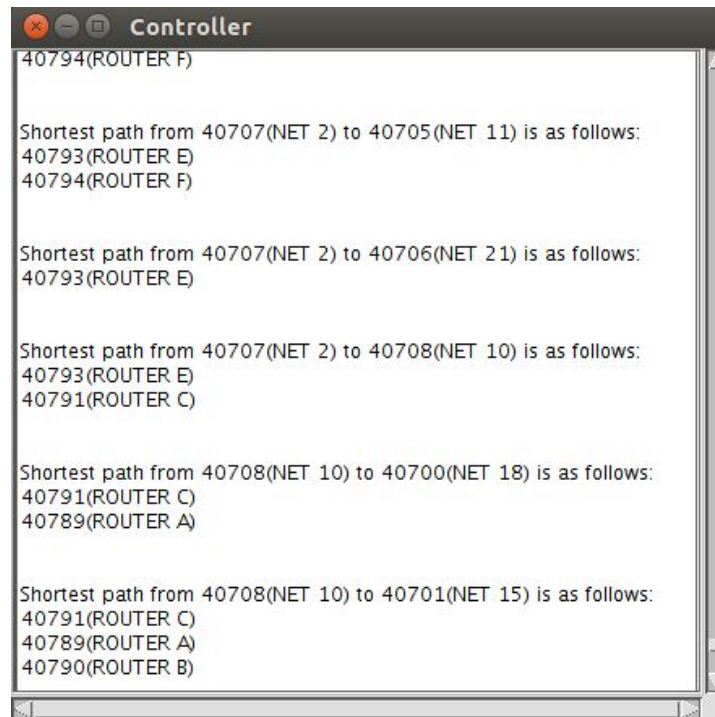 Controller
40794(ROUTER F)
Shortest path from 40707(NET 2) to 40705(NET 11) is as follows:
40793(ROUTER E)
40794(ROUTER F)
Shortest path from 40707(NET 2) to 40706(NET 21) is as follows:
40793(ROUTER E)
Shortest path from 40707(NET 2) to 40708(NET 10) is as follows:
40793(ROUTER E)
40791(ROUTER C)
Shortest path from 40708(NET 10) to 40700(NET 18) is as follows:
40791(ROUTER C)
40789(ROUTER A)
Shortest path from 40708(NET 10) to 40701(NET 15) is as follows:
40791(ROUTER C)
40789(ROUTER A)
40790(ROUTER B)